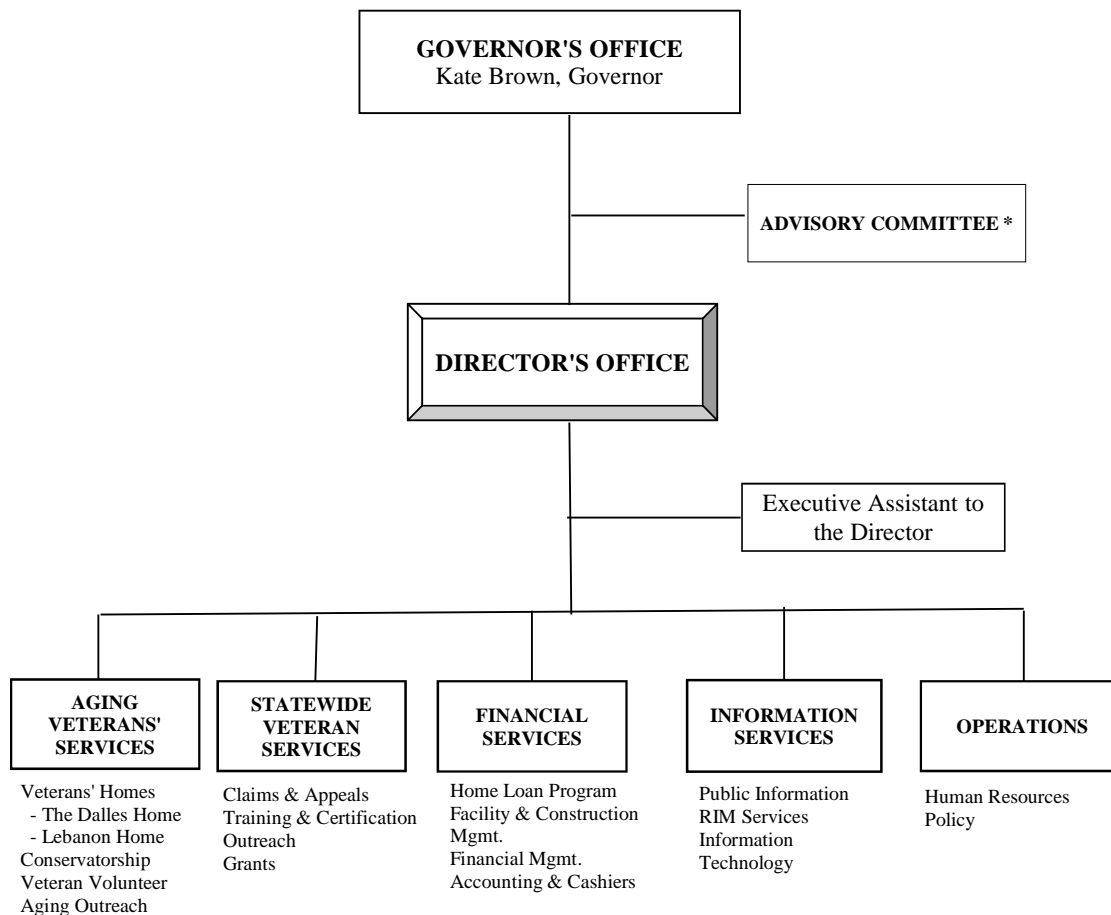 GOVERNOR'S OFFICE
Kate Brown, Governor
ADVISORY COMMITTEE *
DIRECTOR'S OFFICE
Executive Assistant to
the Director
AGING
VETERANS'
SERVICES
Veterans' Homes
- The Dalles Home
- Lebanon Home
Conservatorship
Veteran Volunteer
Aging Outreach
STATEWIDE
VETERAN
SERVICES
Claims & Appeals
Training & Certification
Outreach
Grants
FINANCIAL
SERVICES
Home Loan Program
Facility & Construction
Mgmt.
Financial Mgmt.
Accounting & Cashiers
INFORMATION
SERVICES
Public Information
RIM Services
Information
Technology
OPERATIONS
Human Resources
Policy